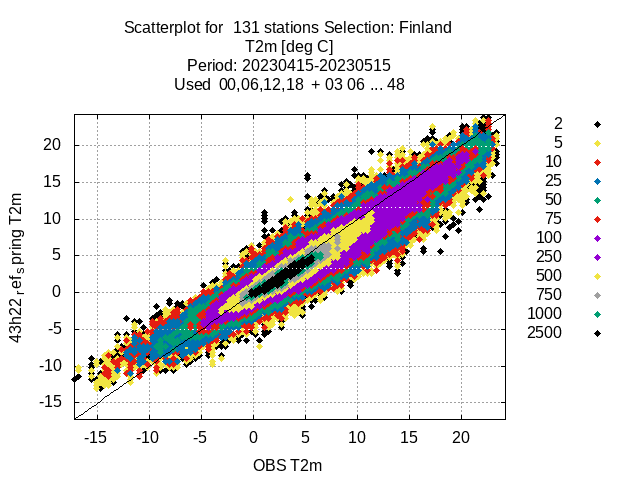 Scatterplot for 131 stations Selection: Finland
T2m [deg C]
Period: 20230415-20230515
Used 00,06,12,18 + 03 06 ... 48
43h22_ref_spring T2m
20
15
10
5
0
-5
-10
-15
-15 -10 -5 0 5 10 15 20
OBS T2m
2
5
10
25
50
75
100
250
500
750
1000
2500